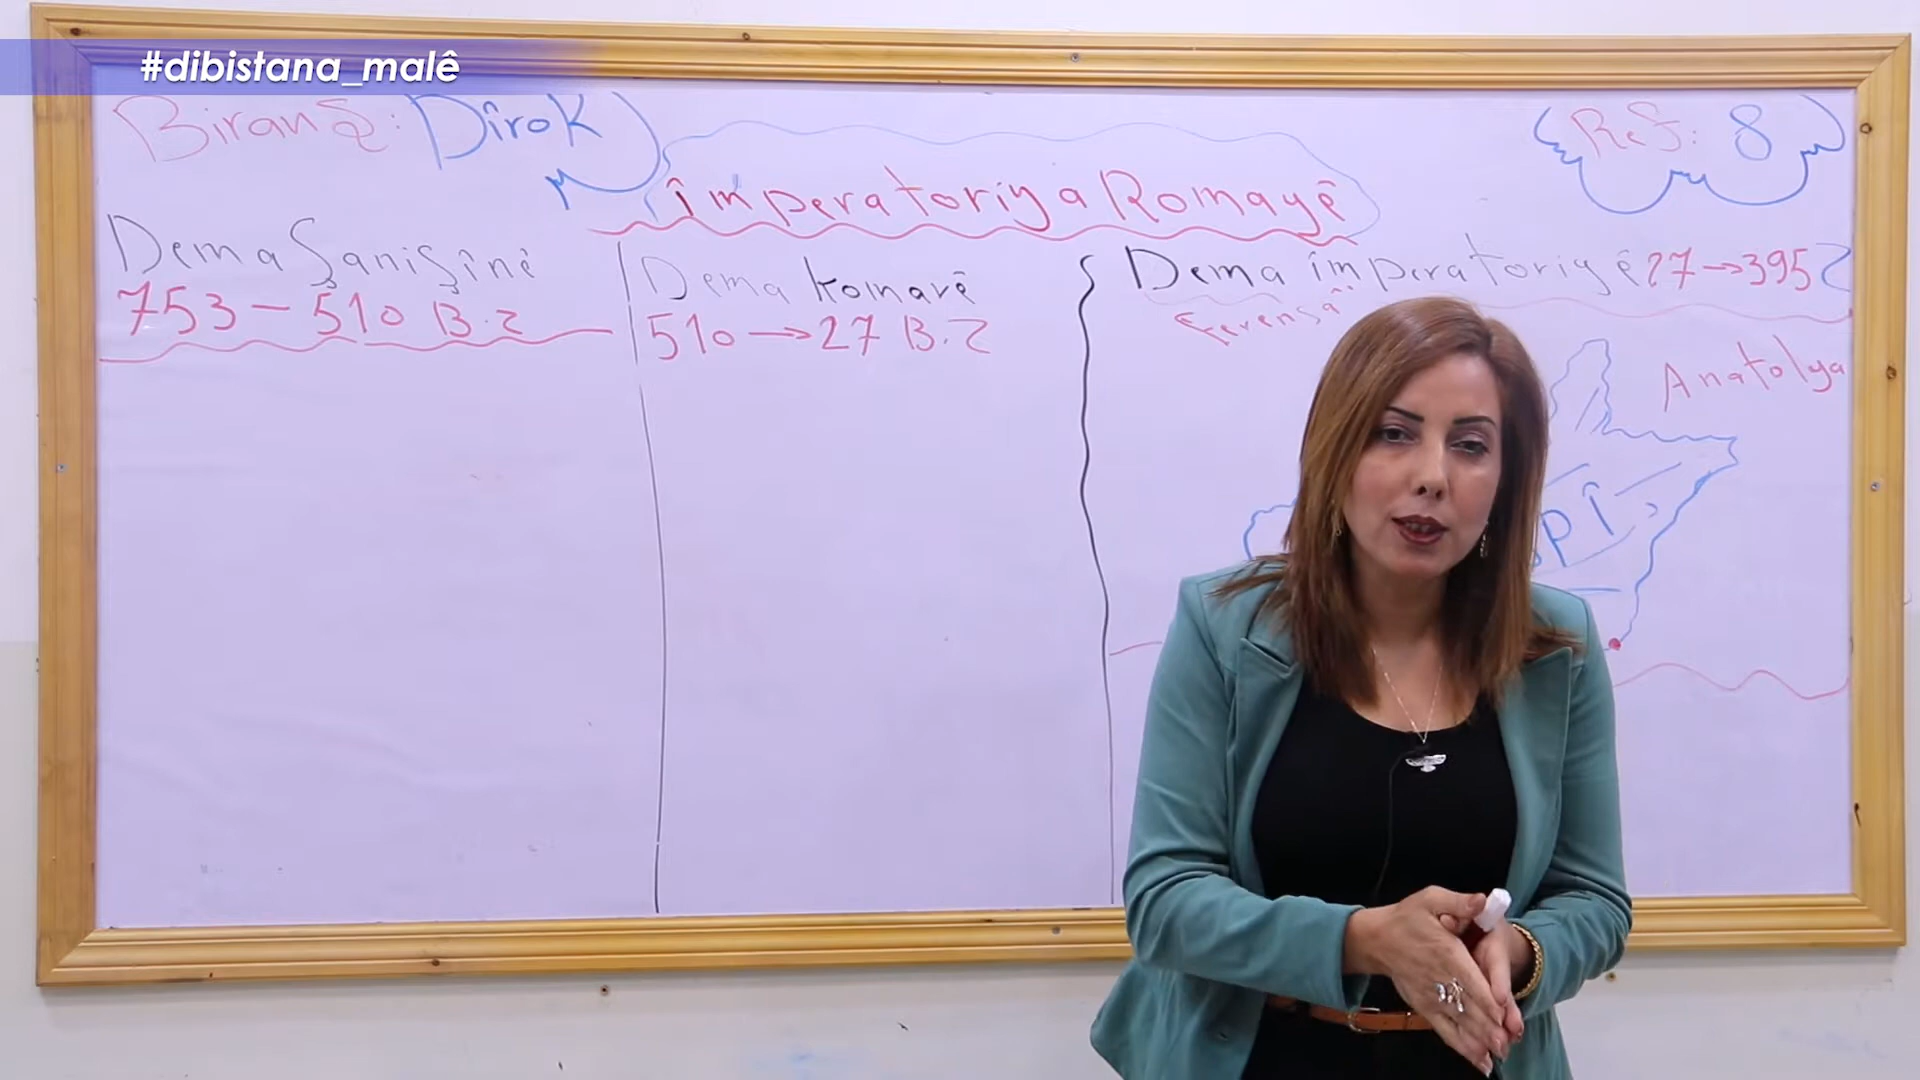 #dibistana_malê
Biranş: Dîrok
Ref: 8
împeratoriya Romayê
Dema Şanişînê
753 – 510 B.Z
Dema komarê
510 → 27 B.Z
Dema împeratoriyê 27 → 395 Z
Ferensa
Anatolya